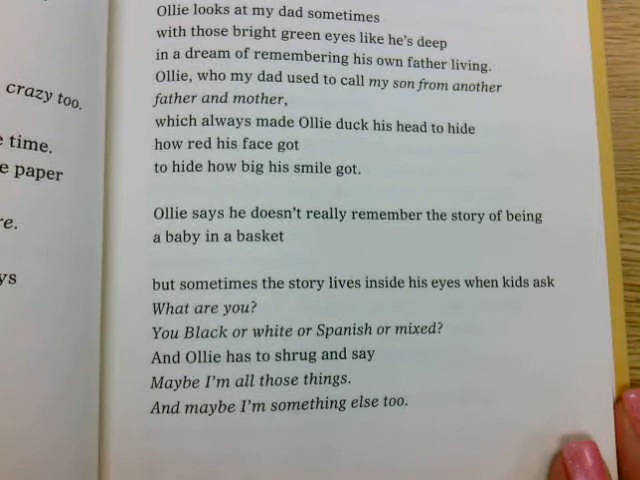 crazy too.
time.
paper
Ollie looks at my dad sometimes
with those bright green eyes like he's deep
in a dream of remembering his own father living.
Ollie, who my dad used to call my son from another
father and mother,
which always made Ollie duck his head to hide
how red his face got
to hide how big his smile got.
Ollie says he doesn't really remember the story of being
a baby in a basket
but sometimes the story lives inside his eyes when kids ask
What are you?
You Black or white or Spanish or mixed?
And Ollie has to shrug and say
Maybe I'm all those things.
And maybe I'm something else too.